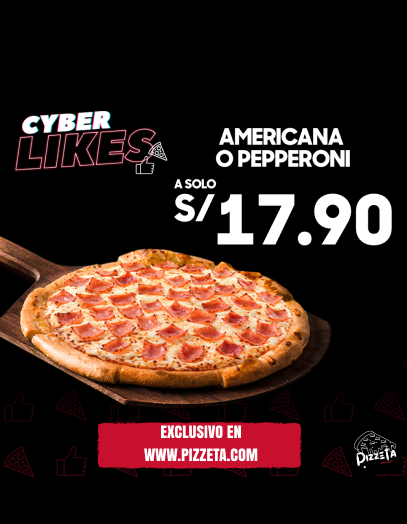 CYBER
LIKES
AMERICANA
O PEPPERONI
A SOLO
S/17.90
EXCLUSIVO EN
WWW.PIZZETA.COM
PIZZETA